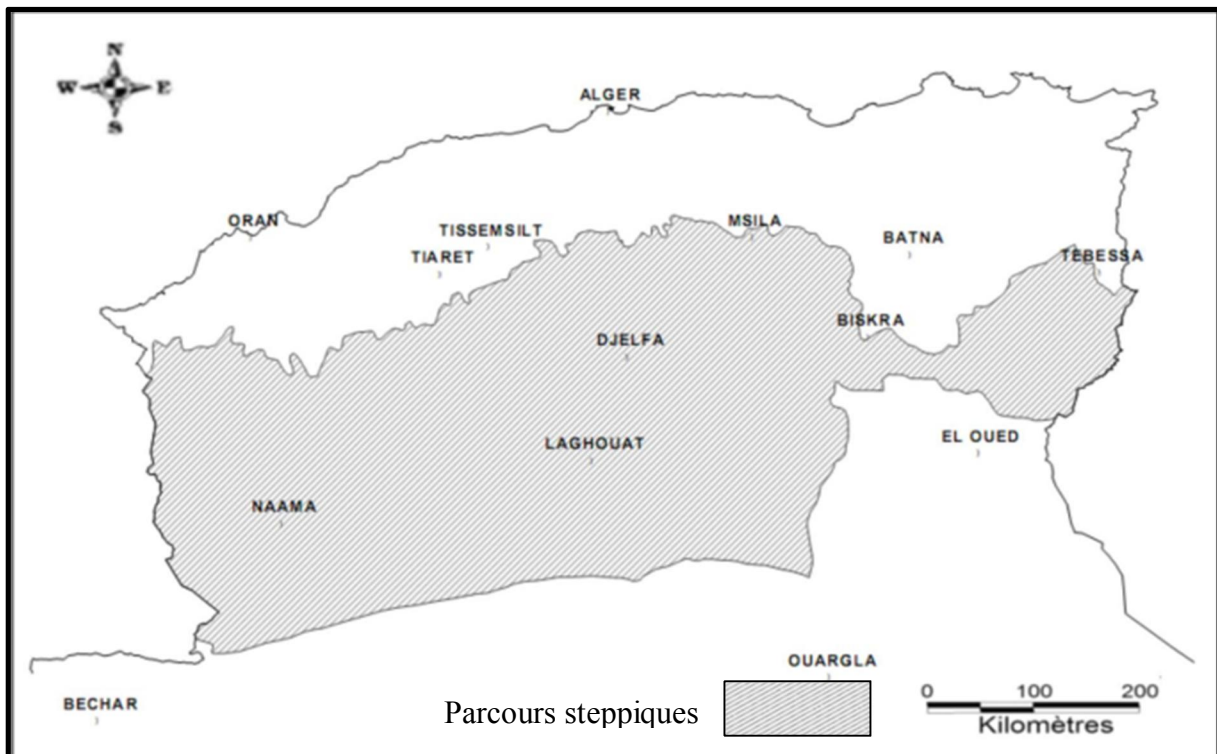 N
W E
S
ALGER
ORAN
TISSEMSILT
MSILA
BATNA
TIARET
TEBESSA
BISKRA
DJELFA
LAGHOUAT
EL OUED
NAAMA
OUARGLA
BECHAR
Parcours steppiques
0 100 200
Kilomètres